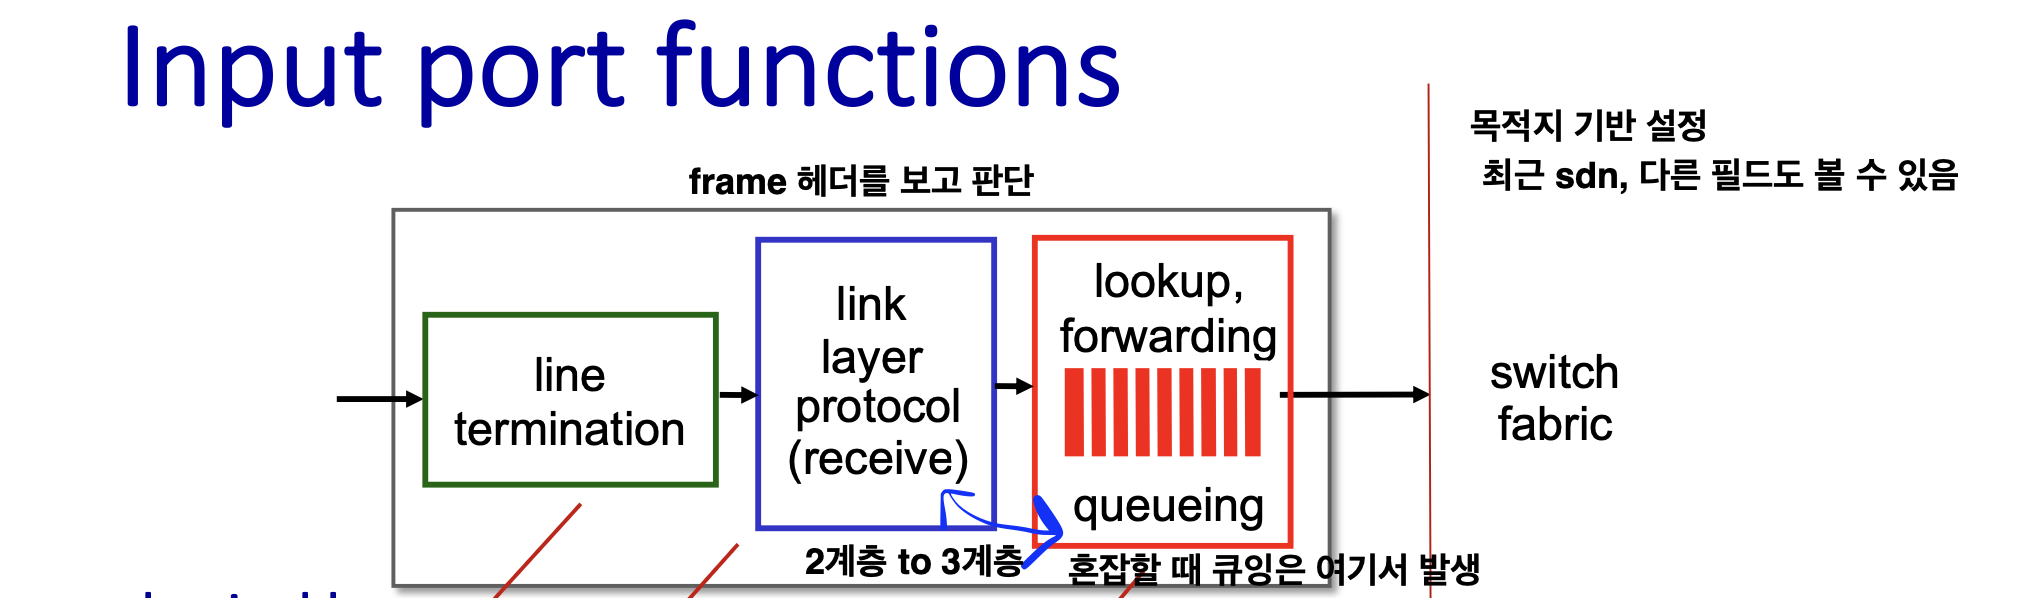 Input port functions
목적지 기반 설정
최근 sdn, 다른 필드도 볼 수 있음
frame 헤더를 보고 판단
line
termination
link
layer
protocol
(receive)
lookup,
forwarding
queueing
switch
fabric
2계층 to 3계층
혼잡할 때 큐잉은 여기서 발생